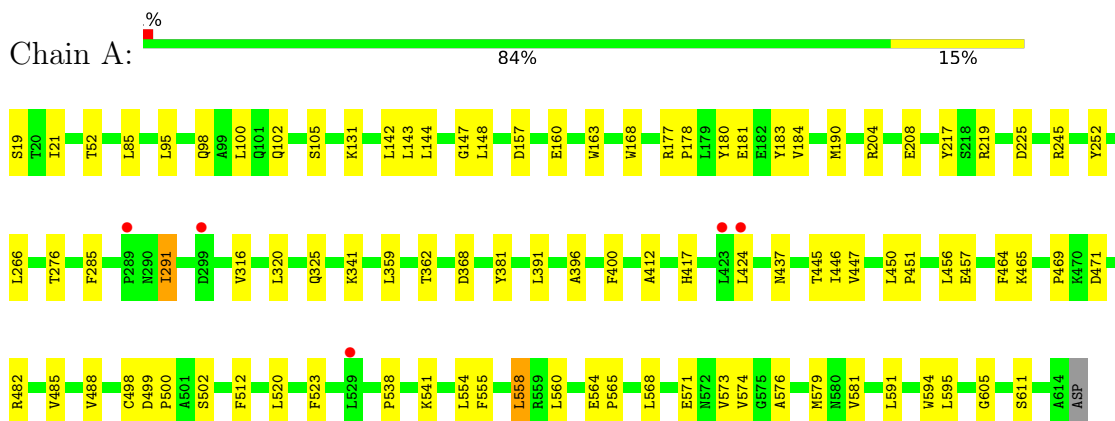 .%
Chain A:
84% 15%
S19 T20 I21 T52 L85 L95 Q98 A99 L100 Q101 Q102 S105 K131 L142 L143 L144 G147 L148 D157 E160 W163 W168 R177 P178 L179 Y180 E181 E182 Y183 V184 M190 R204 E208 Y217 S218 R219 D225 R245 Y252
L266 T276 F285 P289 N290 I291 D299 V316 L320 Q325 K341 L359 T362 D368 Y381 L391 A396 F400 A412 H417 L423 L424 N437 T445 I446 V447 L450 P451 L456 E457 F464 K465 P469 K470 D471
R482 V485 V488 C498 D499 P500 A501 S502 F512 L520 F523 L529 P538 K541 L554 F555 L558 R559 L560 E564 P565 L568 E571 N572 V573 V574 G575 A576 M579 N580 V581 L591 W594 L595 G605 S611 A614 ASP